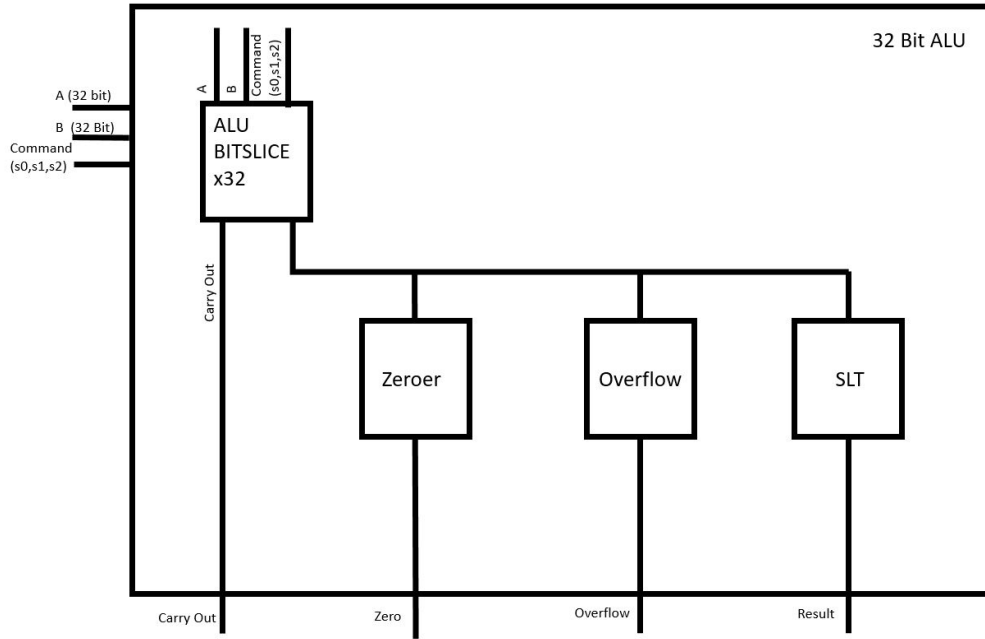 32 Bit ALU
A (32 bit)
B (32 Bit)
Command
(s0,s1,s2)
A
B
Command
(s0,s1,s2)
ALU
BITSLICE
x32
Carry Out
Zeroer
Overflow
SLT
Carry Out
Zero
Overflow
Result